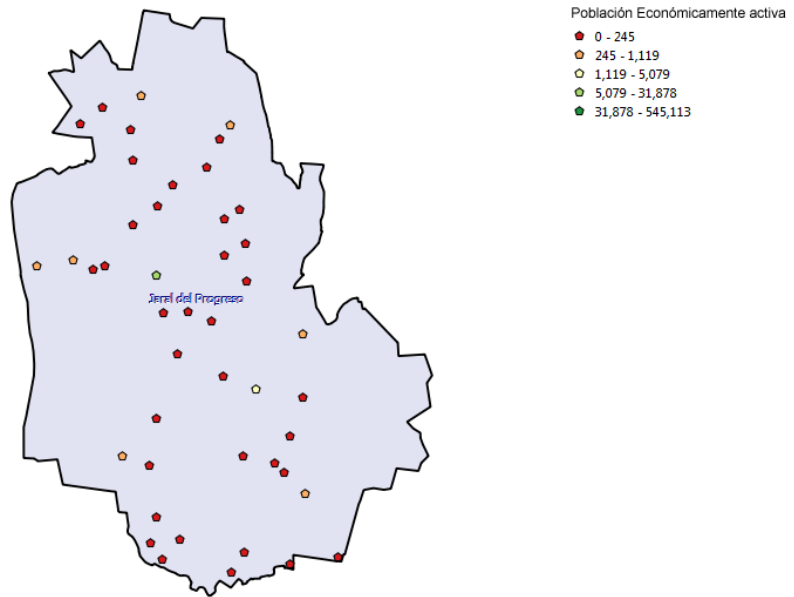 Población Económicamente activa
0 - 245
245 - 1,119
1,119 - 5,079
5,079 - 31,878
31,878 - 545,113
Jaral del Progreso